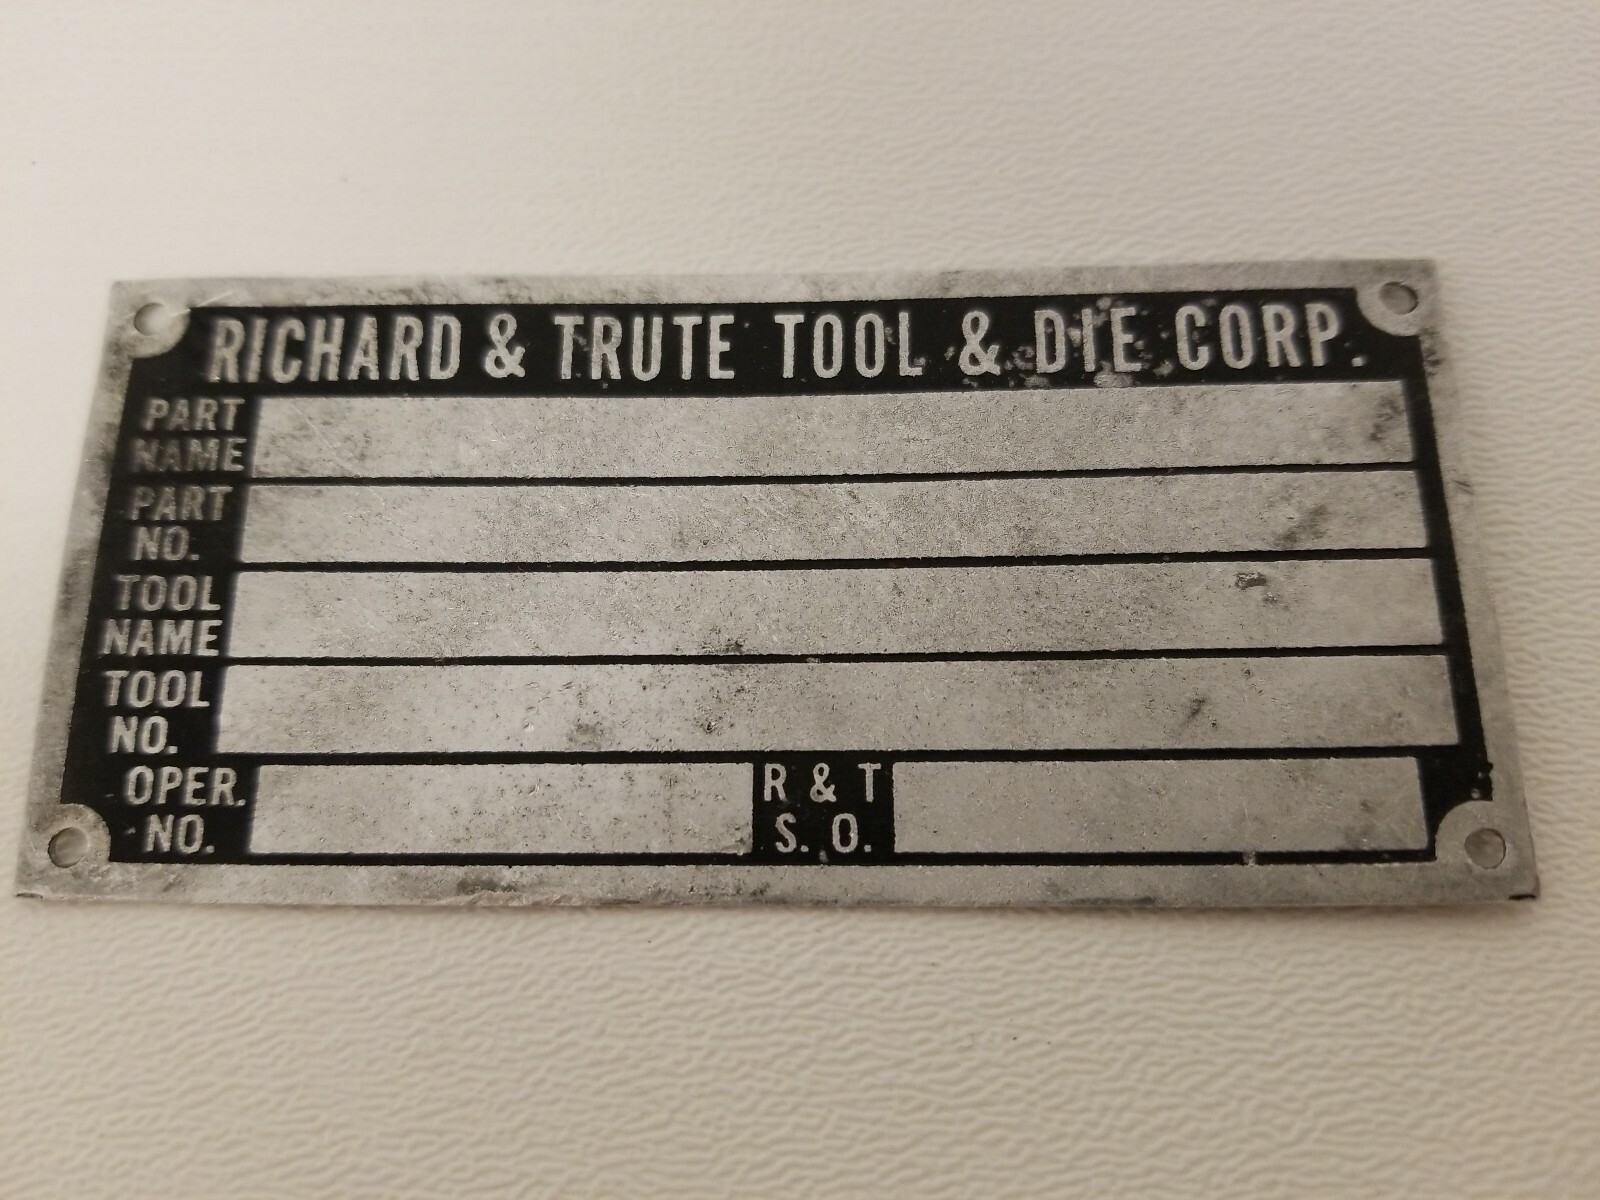 RICHARD & TRUTE TOOL & DIE CORP.
PART
NAME
PART
NO.
TOOL
NAME
TOOL
NO.
OPER.
NO.
R & T
S. O.